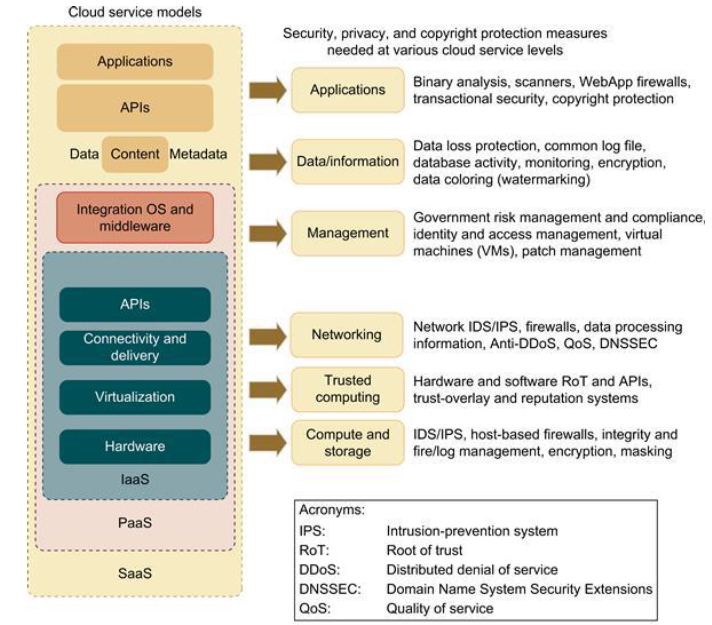 Cloud service models
Applications
APIs
Data
Content
Metadata
Integration OS and
middleware
APIs
Connectivity and
delivery
Virtualization
Hardware
IaaS
PaaS
SaaS
Security, privacy, and copyright protection measures
needed at various cloud service levels
Applications
Binary analysis, scanners, WebApp firewalls,
transactional security, copyright protection
Data/information
Data loss protection, common log file,
database activity, monitoring, encryption,
data coloring (watermarking)
Management
Government risk management and compliance,
identity and access management, virtual
machines (VMs), patch management
Networking
Network IDS/IPS, firewalls, data processing
information, Anti-DDoS, QoS, DNSSEC
Trusted
computing
Hardware and software RoT and APIs,
trust-overlay and reputation systems
Compute and
storage
IDS/IPS, host-based firewalls, integrity and
fire/log management, encryption, masking
Acronyms:
IPS: Intrusion-prevention system
RoT: Root of trust
DDoS: Distributed denial of service
DNSSEC: Domain Name System Security Extensions
QoS: Quality of service